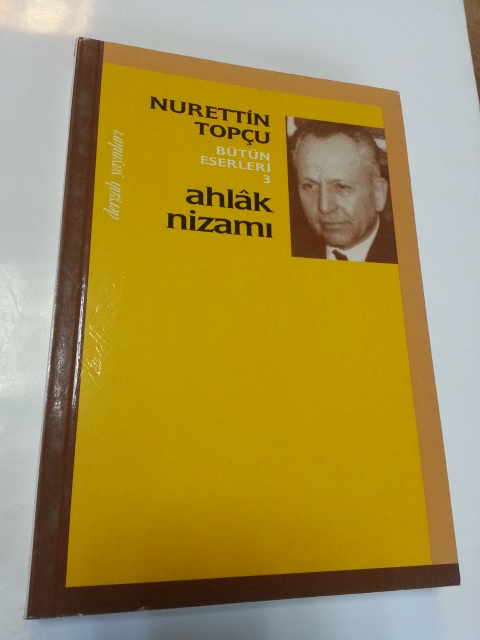 NURETTİN
TOPÇU
BÜTÜN
ESERLERİ
3
ahlâk
nizamı
dergâh yayınları